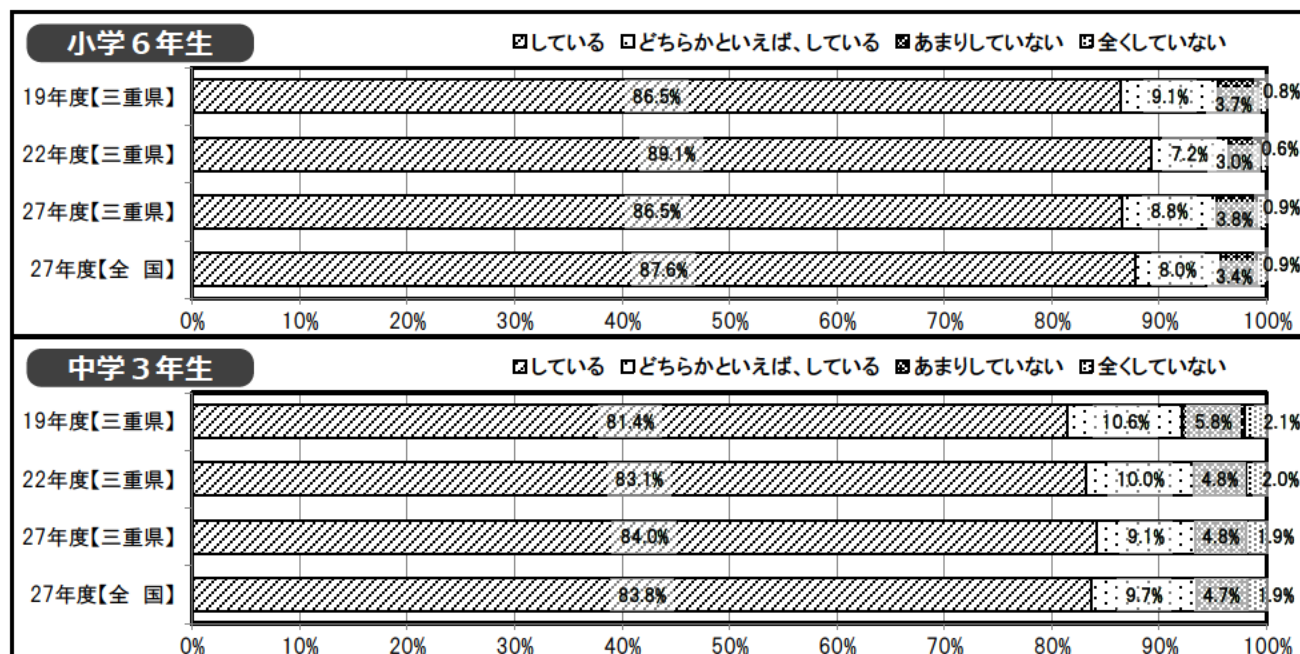 小学６年生
している どちらかといえば、している あまりしていない 全くしていない
19年度【三重県】 86.5% 9.1% 3.7% 0.8%
22年度【三重県】 89.1% 7.2% 3.0% 0.6%
27年度【三重県】 86.5% 8.8% 3.8% 0.9%
27年度【全　国】 87.6% 8.0% 3.4% 0.9%
0% 10% 20% 30% 40% 50% 60% 70% 80% 90% 100%
中学３年生
している どちらかといえば、している あまりしていない 全くしていない
19年度【三重県】 81.4% 10.6% 5.8% 2.1%
22年度【三重県】 83.1% 10.0% 4.8% 2.0%
27年度【三重県】 84.0% 9.1% 4.8% 1.9%
27年度【全　国】 83.8% 9.7% 4.7% 1.9%
0% 10% 20% 30% 40% 50% 60% 70% 80% 90% 100%